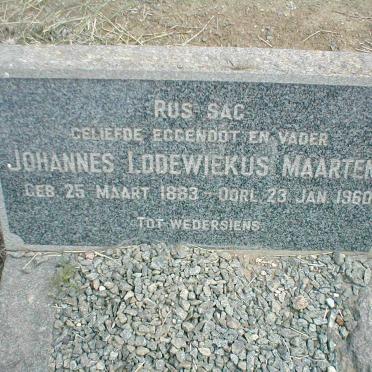 RUS SAG
GELIEFDE EGGENOOT EN VADER
JOHANNES LODEWIEKUS MAARTEN
GEB. 25 MAART 1883 - OORL. 23 JAN. 1960
TOT WEDERSIENS